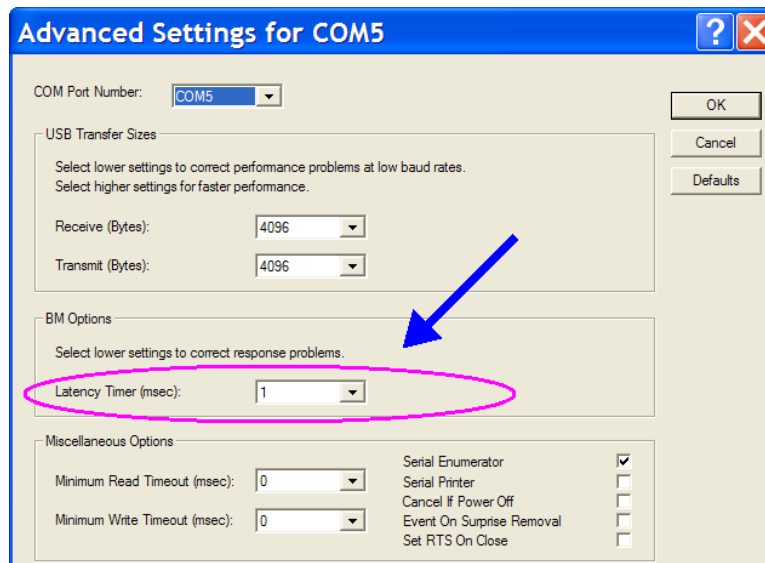 Advanced Settings for COM5
COM Port Number: COM5
OK
USB Transfer Sizes
Cancel
Select lower settings to correct performance problems at low baud rates.
Defaults
Select higher settings for faster performance.
Receive (Bytes): 4096
Transmit (Bytes): 4096
BM Options
Select lower settings to correct response problems.
Latency Timer (msec): 1
Miscellaneous Options
Minimum Read Timeout (msec): 0
Minimum Write Timeout (msec): 0
Serial Enumerator
Serial Printer
Cancel If Power Off
Event On Surprise Removal
Set RTS On Close